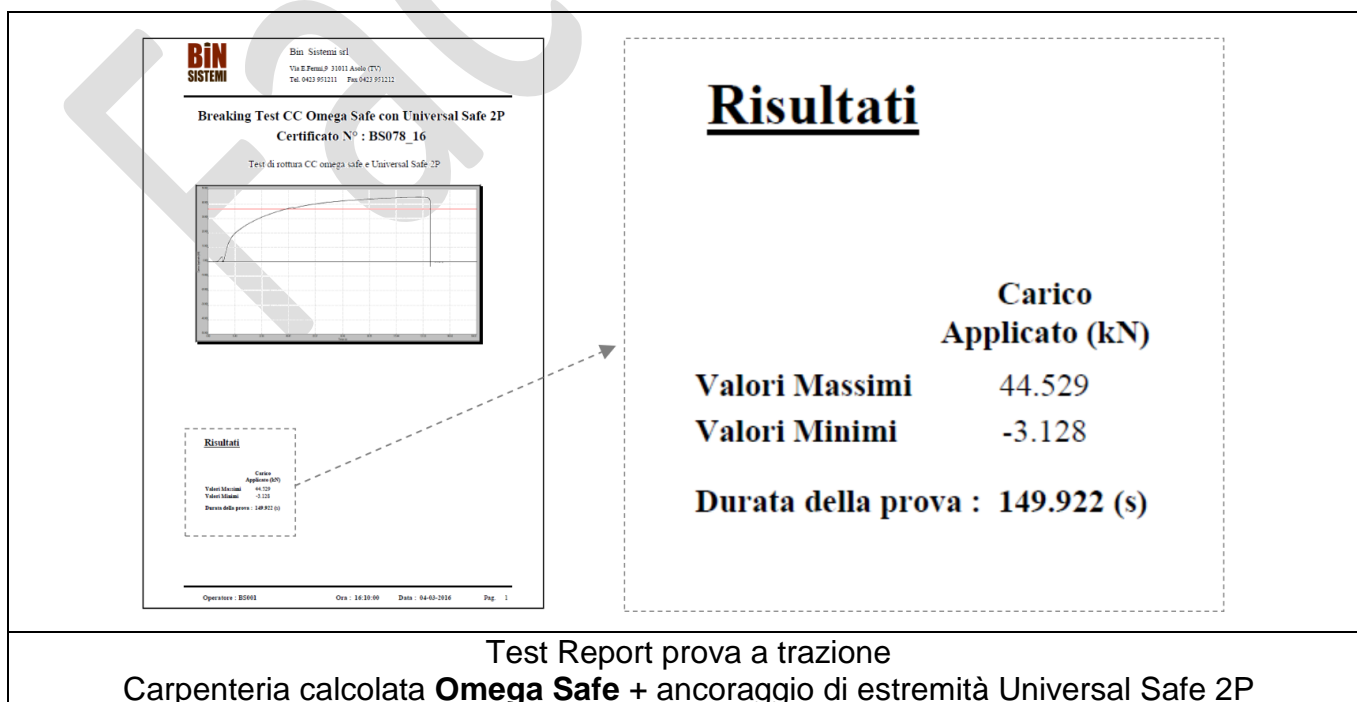 BiN
SISTEMI
Bin Sistemi srl
Via E.Fermi,9 31011 Asolo (TV)
Tel. 0423 951211 Fax 0423 951212
Breaking Test CC Omega Safe con Universal Safe 2P
Certificato N° : BS078_16
Test di rottura CC omega safe e Universal Safe 2P
Risultati
Carico
Applicato (kN)
Valori Massimi 44.529
Valori Minimi -3.128
Durata della prova : 149.922 (s)
Operatore : BS001 Ora : 16:10:00 Data : 04-03-2016 Pag. 1
Risultati
Carico
Applicato (kN)
Valori Massimi 44.529
Valori Minimi -3.128
Durata della prova : 149.922 (s)
Test Report prova a trazione
Carpenteria calcolata Omega Safe + ancoraggio di estremità Universal Safe 2P